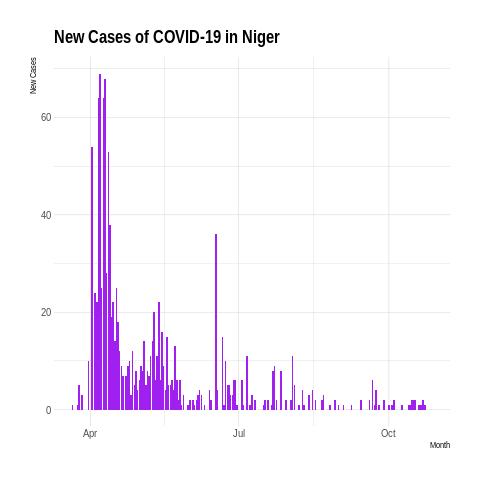 New Cases of COVID-19 in Niger
New Cases
60
40
20
0
Apr
Jul
Oct
Month